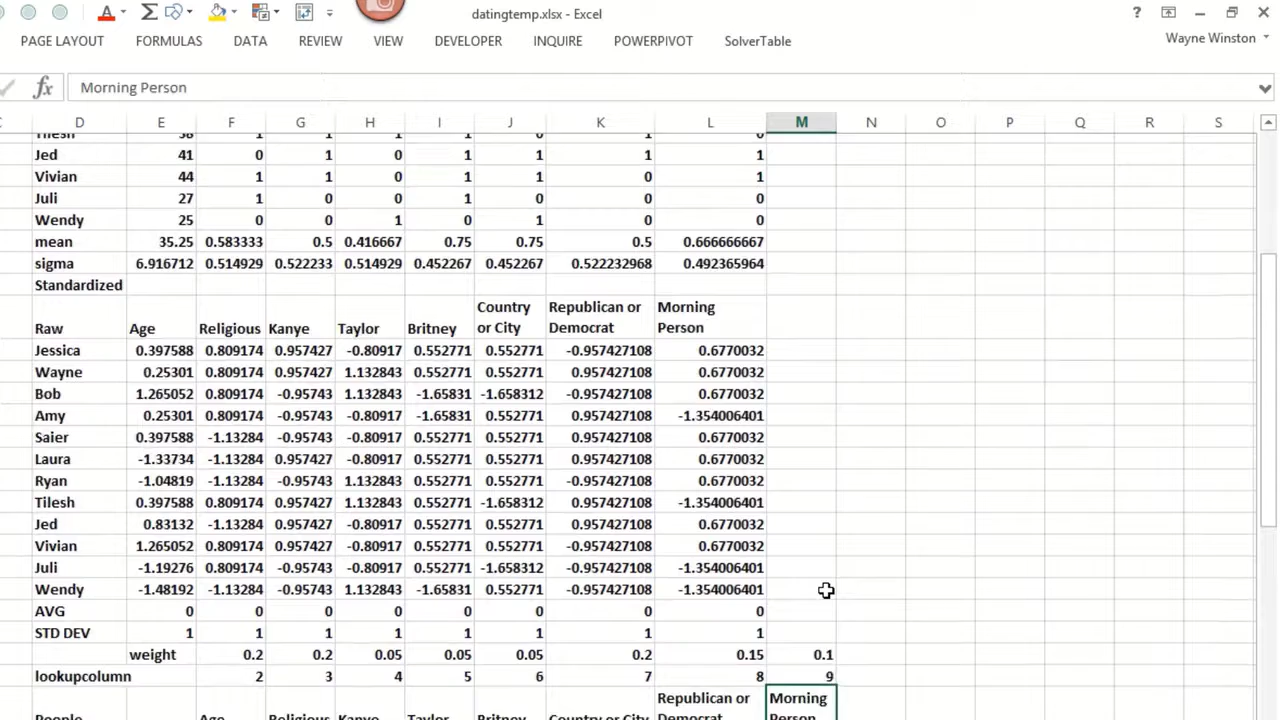 datingtemp.xlsx - Excel
?
PAGE LAYOUT FORMULAS DATA REVIEW VIEW DEVELOPER INQUIRE POWERPIVOT SolverTable Wayne Winston
fx Morning Person
D E F G H I J K L M N O P Q R S
Jed 41 0 1 0 1 1 1 1
Vivian 44 1 1 0 1 1 0 1
Juli 27 1 0 0 1 0 0 0
Wendy 25 0 0 1 0 1 0 0
mean 35.25 0.583333 0.5 0.416667 0.75 0.75 0.5 0.666666667
sigma 6.916712 0.514929 0.522233 0.514929 0.452267 0.452267 0.522232968 0.492365964
Standardized
Raw Age Religious Kanye Taylor Britney Country or City Republican or Democrat Morning Person
Jessica 0.397588 0.809174 0.957427 -0.80917 0.552771 0.552771 -0.957427108 0.6770032
Wayne 0.25301 0.809174 0.957427 1.132843 0.552771 0.552771 0.957427108 0.6770032
Bob 1.265052 0.809174 -0.95743 1.132843 -1.65831 -1.658312 0.957427108 0.6770032
Amy 0.25301 0.809174 -0.95743 -0.80917 -1.65831 0.552771 0.957427108 -1.354006401
Saier 0.397588 -1.13284 -0.95743 -0.80917 0.552771 0.552771 0.957427108 0.6770032
Laura -1.33734 -1.13284 0.957427 -0.80917 0.552771 0.552771 -0.957427108 0.6770032
Ryan -1.04819 -1.13284 -0.95743 1.132843 0.552771 0.552771 -0.957427108 0.6770032
Tilesh 0.397588 0.809174 0.957427 1.132843 0.552771 -1.658312 0.957427108 -1.354006401
Jed 0.83132 -1.13284 0.957427 -0.80917 0.552771 0.552771 0.957427108 0.6770032
Vivian 1.265052 0.809174 0.957427 -0.80917 0.552771 0.552771 -0.957427108 0.6770032
Juli -1.19276 0.809174 -0.95743 -0.80917 0.552771 -1.658312 -0.957427108 -1.354006401
Wendy -1.48192 -1.13284 -0.95743 1.132843 -1.65831 0.552771 -0.957427108 -1.354006401
AVG 0 0 0 0 0 0 0 0
STD DEV 1 1 1 1 1 1 1 1
weight 0.2 0.2 0.05 0.05 0.05 0.2 0.15 0.1
lookupcolumn 2 3 4 5 6 7 8 9
People Age Religious Kanye Taylor Britney Country or City Republican or Democrat Morning Person